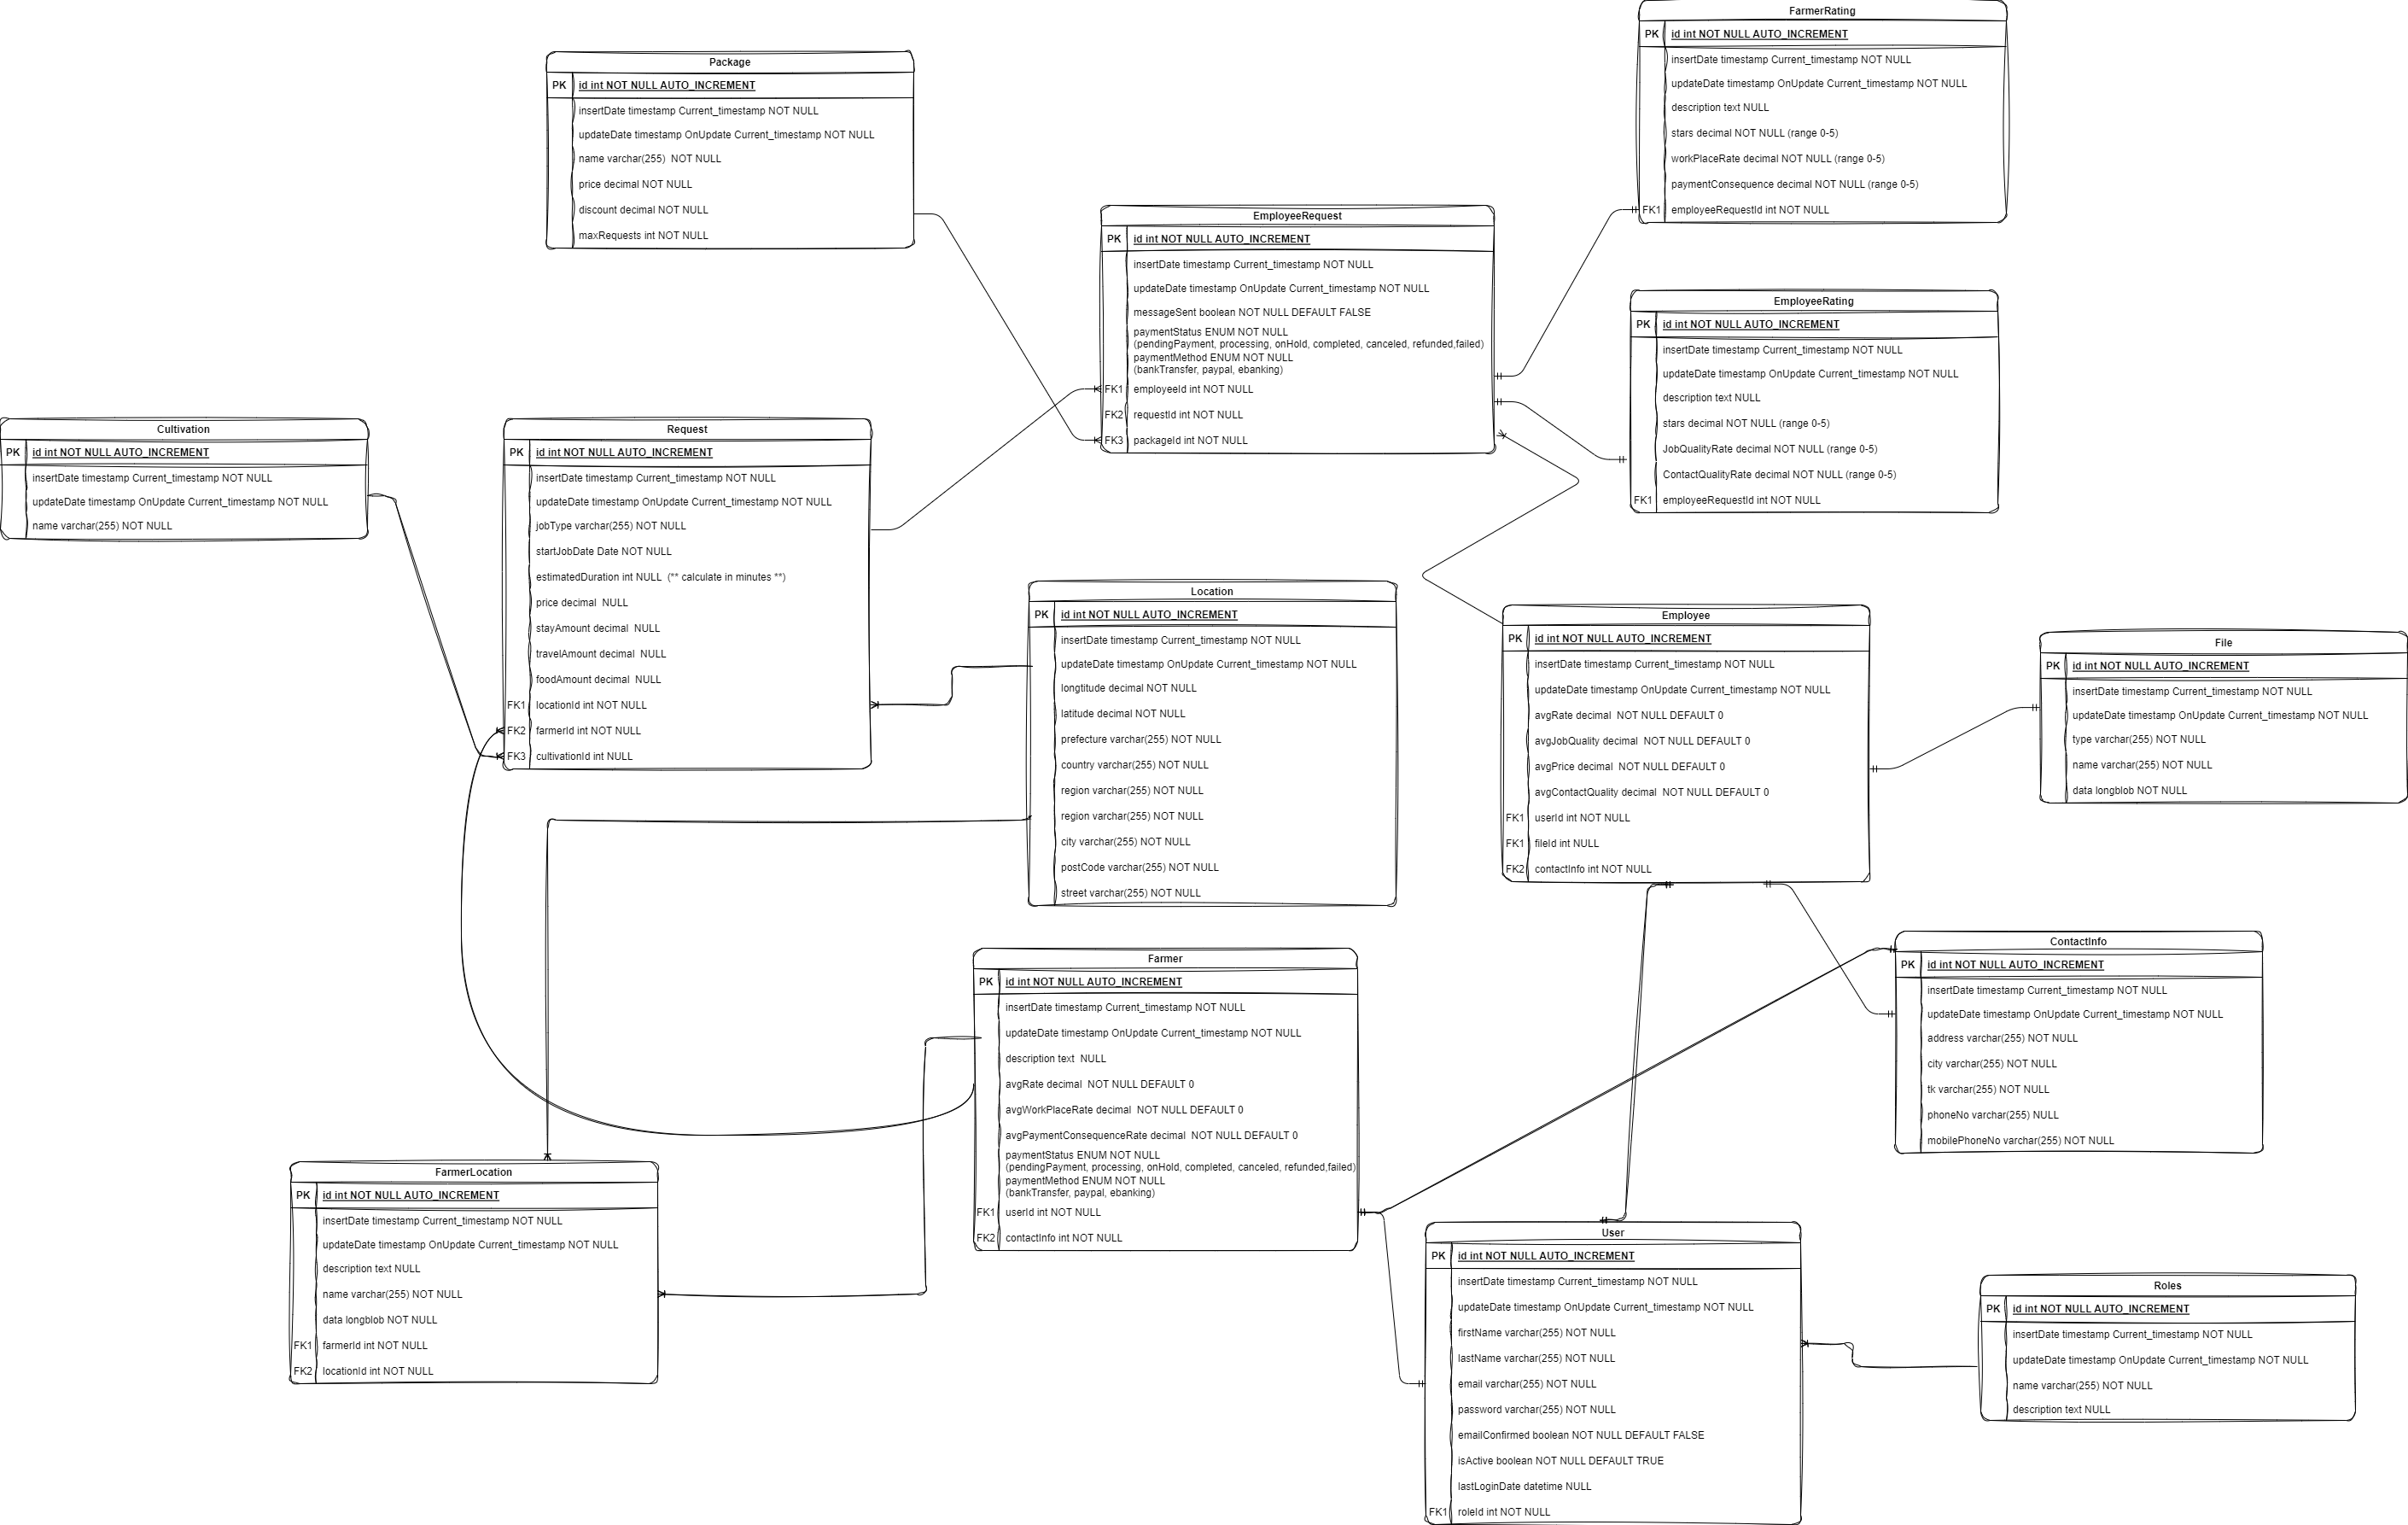 FarmerRating
PK id int NOT NULL AUTO_INCREMENT
insertDate timestamp Current_timestamp NOT NULL
updateDate timestamp OnUpdate Current_timestamp NOT NULL
description text NULL
stars decimal NOT NULL (range 0-5)
workPlaceRate decimal NOT NULL (range 0-5)
paymentConsequence decimal NOT NULL (range 0-5)
FK1 employeeRequestId int NOT NULL
Package
PK id int NOT NULL AUTO_INCREMENT
insertDate timestamp Current_timestamp NOT NULL
updateDate timestamp OnUpdate Current_timestamp NOT NULL
name varchar(255) NOT NULL
price decimal NOT NULL
discount decimal NOT NULL
maxRequests int NOT NULL
EmployeeRequest
PK id int NOT NULL AUTO_INCREMENT
insertDate timestamp Current_timestamp NOT NULL
updateDate timestamp OnUpdate Current_timestamp NOT NULL
messageSent boolean NOT NULL DEFAULT FALSE
paymentStatus ENUM NOT NULL
(pendingPayment, processing, onHold, completed, canceled, refunded,failed)
paymentMethod ENUM NOT NULL
(bankTransfer, paypal, ebanking)
FK1 employeeId int NOT NULL
FK2 requestId int NOT NULL
FK3 packageId int NOT NULL
EmployeeRating
PK id int NOT NULL AUTO_INCREMENT
insertDate timestamp Current_timestamp NOT NULL
updateDate timestamp OnUpdate Current_timestamp NOT NULL
description text NULL
stars decimal NOT NULL (range 0-5)
JobQualityRate decimal NOT NULL (range 0-5)
ContactQualityRate decimal NOT NULL (range 0-5)
FK1 employeeRequestId int NOT NULL
Cultivation
PK id int NOT NULL AUTO_INCREMENT
insertDate timestamp Current_timestamp NOT NULL
updateDate timestamp OnUpdate Current_timestamp NOT NULL
name varchar(255) NOT NULL
Request
PK id int NOT NULL AUTO_INCREMENT
insertDate timestamp Current_timestamp NOT NULL
updateDate timestamp OnUpdate Current_timestamp NOT NULL
jobType varchar(255) NOT NULL
startJobDate Date NOT NULL
estimatedDuration int NULL (** calculate in minutes **)
price decimal NULL
stayAmount decimal NULL
travelAmount decimal NULL
foodAmount decimal NULL
FK1 locationId int NOT NULL
FK2 farmerId int NOT NULL
FK3 cultivationId int NULL
Location
PK id int NOT NULL AUTO_INCREMENT
insertDate timestamp Current_timestamp NOT NULL
updateDate timestamp OnUpdate Current_timestamp NOT NULL
longtitude decimal NOT NULL
latitude decimal NOT NULL
prefecture varchar(255) NOT NULL
country varchar(255) NOT NULL
region varchar(255) NOT NULL
region varchar(255) NOT NULL
city varchar(255) NOT NULL
postCode varchar(255) NOT NULL
street varchar(255) NOT NULL
Employee
PK id int NOT NULL AUTO_INCREMENT
insertDate timestamp Current_timestamp NOT NULL
updateDate timestamp OnUpdate Current_timestamp NOT NULL
avgRate decimal NOT NULL DEFAULT 0
avgJobQuality decimal NOT NULL DEFAULT 0
avgPrice decimal NOT NULL DEFAULT 0
avgContactQuality decimal NOT NULL DEFAULT 0
FK1 userId int NOT NULL
FK1 fileId int NULL
FK2 contactInfo int NOT NULL
File
PK id int NOT NULL AUTO_INCREMENT
insertDate timestamp Current_timestamp NOT NULL
updateDate timestamp OnUpdate Current_timestamp NOT NULL
type varchar(255) NOT NULL
name varchar(255) NOT NULL
data longblob NOT NULL
ContactInfo
PK id int NOT NULL AUTO_INCREMENT
insertDate timestamp Current_timestamp NOT NULL
updateDate timestamp OnUpdate Current_timestamp NOT NULL
address varchar(255) NOT NULL
city varchar(255) NOT NULL
tk varchar(255) NOT NULL
phoneNo varchar(255) NULL
mobilePhoneNo varchar(255) NOT NULL
Farmer
PK id int NOT NULL AUTO_INCREMENT
insertDate timestamp Current_timestamp NOT NULL
updateDate timestamp OnUpdate Current_timestamp NOT NULL
description text NULL
avgRate decimal NOT NULL DEFAULT 0
avgWorkPlaceRate decimal NOT NULL DEFAULT 0
avgPaymentConsequenceRate decimal NOT NULL DEFAULT 0
paymentStatus ENUM NOT NULL
(pendingPayment, processing, onHold, completed, canceled, refunded,failed)
paymentMethod ENUM NOT NULL
(bankTransfer, paypal, ebanking)
FK1 userId int NOT NULL
FK2 contactInfo int NOT NULL
FarmerLocation
PK id int NOT NULL AUTO_INCREMENT
insertDate timestamp Current_timestamp NOT NULL
updateDate timestamp OnUpdate Current_timestamp NOT NULL
description text NULL
name varchar(255) NOT NULL
data longblob NOT NULL
FK1 farmerId int NOT NULL
FK2 locationId int NOT NULL
User
PK id int NOT NULL AUTO_INCREMENT
insertDate timestamp Current_timestamp NOT NULL
updateDate timestamp OnUpdate Current_timestamp NOT NULL
firstName varchar(255) NOT NULL
lastName varchar(255) NOT NULL
email varchar(255) NOT NULL
password varchar(255) NOT NULL
emailConfirmed boolean NOT NULL DEFAULT FALSE
isActive boolean NOT NULL DEFAULT TRUE
lastLoginDate datetime NULL
FK1 roleId int NOT NULL
Roles
PK id int NOT NULL AUTO_INCREMENT
insertDate timestamp Current_timestamp NOT NULL
updateDate timestamp OnUpdate Current_timestamp NOT NULL
name varchar(255) NOT NULL
description text NULL